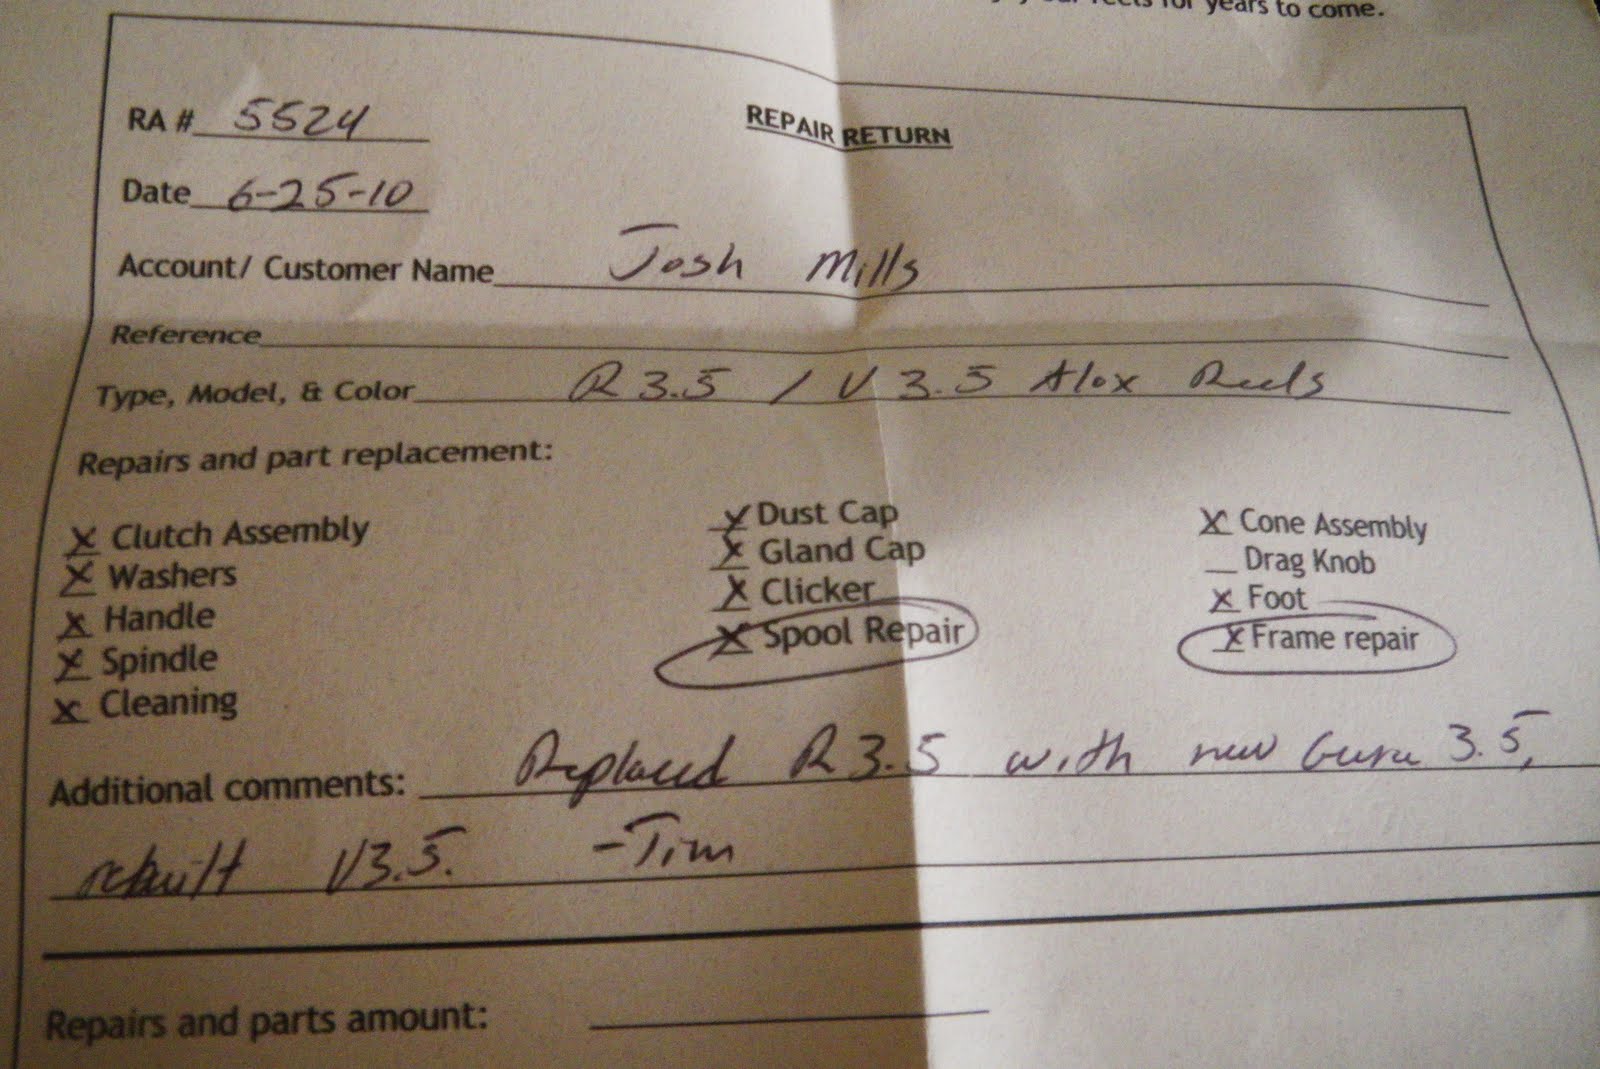 reels for years to come.
RA # 5524
REPAIR RETURN
Date 6-25-10
Account/ Customer Name Josh Mills
Reference
Type, Model, & Color R 3.5 / V 3.5 Alox Reels
Repairs and part replacement:
X Clutch Assembly
X Washers
X Handle
X Spindle
X Cleaning
X Dust Cap
X Gland Cap
X Clicker
X Spool Repair
X Cone Assembly
Drag Knob
X Foot
X Frame repair
Additional comments: Replaced R 3.5 with new Guru 3.5,
rebuilt V3.5. -Tim
Repairs and parts amount: